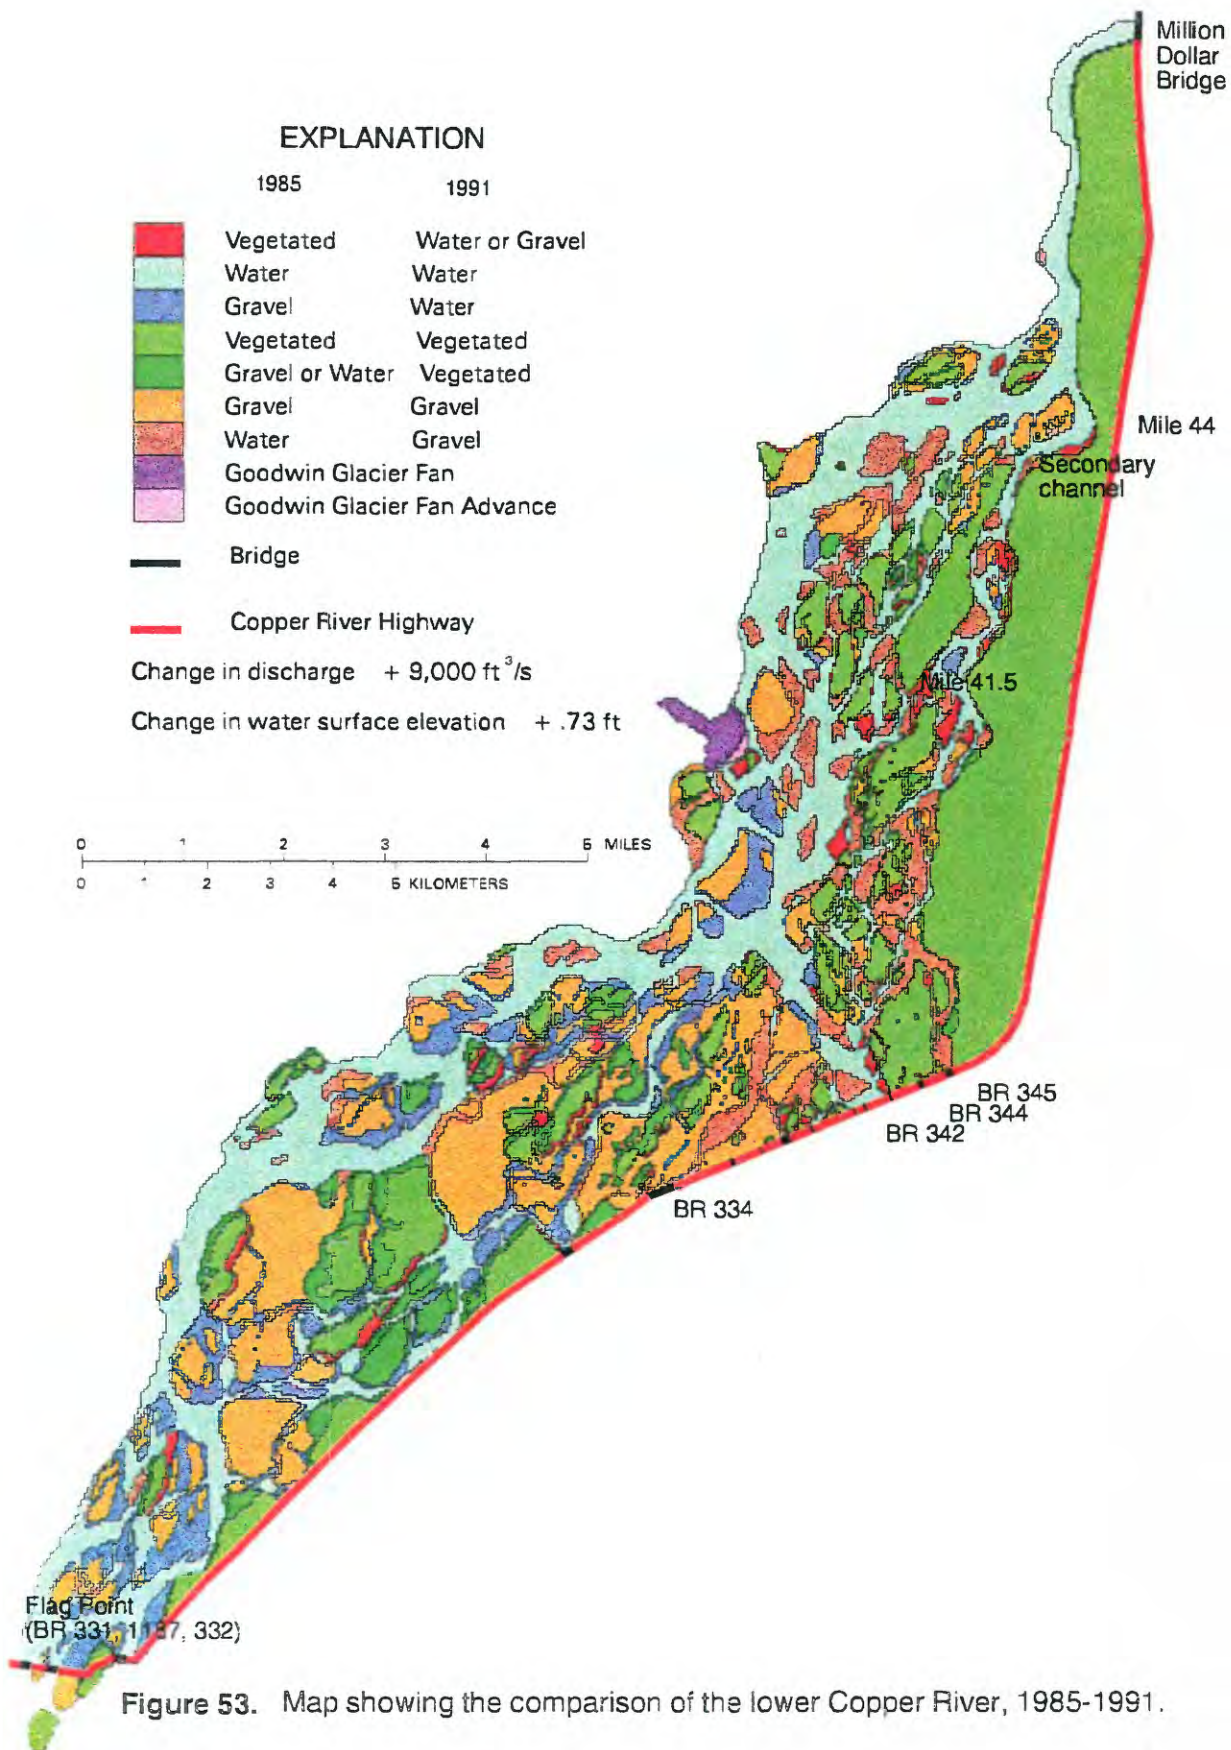 Million
Dollar
Bridge
EXPLANATION
1985 1991
Vegetated Water or Gravel
Water Water
Gravel Water
Vegetated Vegetated
Gravel or Water Vegetated
Gravel Gravel
Water Gravel
Goodwin Glacier Fan
Goodwin Glacier Fan Advance
Bridge
Copper River Highway
Change in discharge + 9,000 ft³/s
Change in water surface elevation + .73 ft
Mile 44
Secondary
channel
Mile 41.5
0 1 2 3 4 5 MILES
0 1 2 3 4 5 KILOMETERS
BR 345
BR 344
BR 342
BR 334
Flag Point
(BR 331, 1187, 332)
Figure 53. Map showing the comparison of the lower Copper River, 1985-1991.